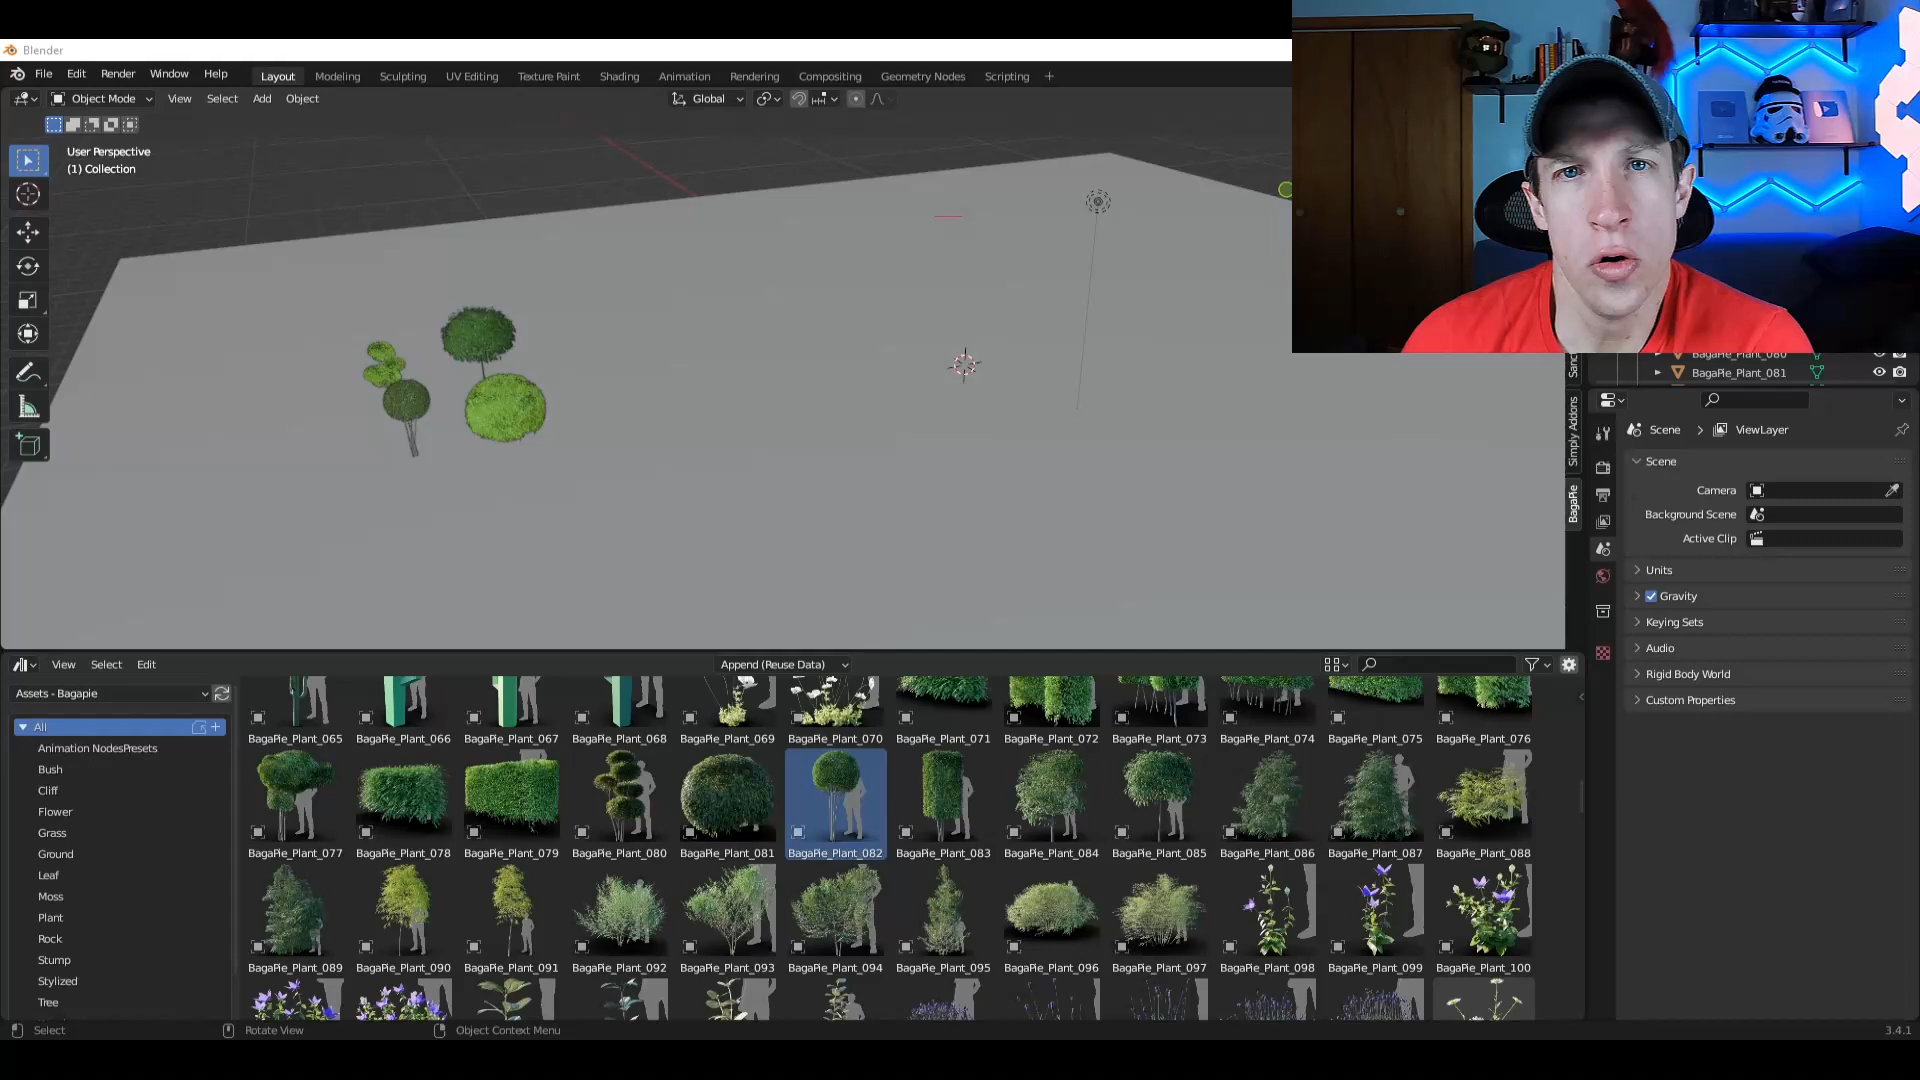 Blender
File Edit Render Window Help Layout Modeling Sculpting UV Editing Texture Paint Shading Animation Rendering Compositing Geometry Nodes Scripting +
Object Mode View Select Add Object Global
User Perspective
(1) Collection
BagaPie_Plant_080
BagaPie_Plant_081
Simply Addons
BagaPie
Scene > ViewLayer
Scene
Camera
Background Scene
Active Clip
Units
Gravity
Keying Sets
Audio
Rigid Body World
Custom Properties
View Select Edit Append (Reuse Data)
Assets - Bagapie
All
Animation NodesPresets
Bush
Cliff
Flower
Grass
Ground
Leaf
Moss
Plant
Rock
Stump
Stylized
Tree
BagaPie_Plant_065 BagaPie_Plant_066 BagaPie_Plant_067 BagaPie_Plant_068 BagaPie_Plant_069 BagaPie_Plant_070 BagaPie_Plant_071 BagaPie_Plant_072 BagaPie_Plant_073 BagaPie_Plant_074 BagaPie_Plant_075 BagaPie_Plant_076
BagaPie_Plant_077 BagaPie_Plant_078 BagaPie_Plant_079 BagaPie_Plant_080 BagaPie_Plant_081 BagaPie_Plant_082 BagaPie_Plant_083 BagaPie_Plant_084 BagaPie_Plant_085 BagaPie_Plant_086 BagaPie_Plant_087 BagaPie_Plant_088
BagaPie_Plant_089 BagaPie_Plant_090 BagaPie_Plant_091 BagaPie_Plant_092 BagaPie_Plant_093 BagaPie_Plant_094 BagaPie_Plant_095 BagaPie_Plant_096 BagaPie_Plant_097 BagaPie_Plant_098 BagaPie_Plant_099 BagaPie_Plant_100
Select Rotate View Object Context Menu 3.4.1